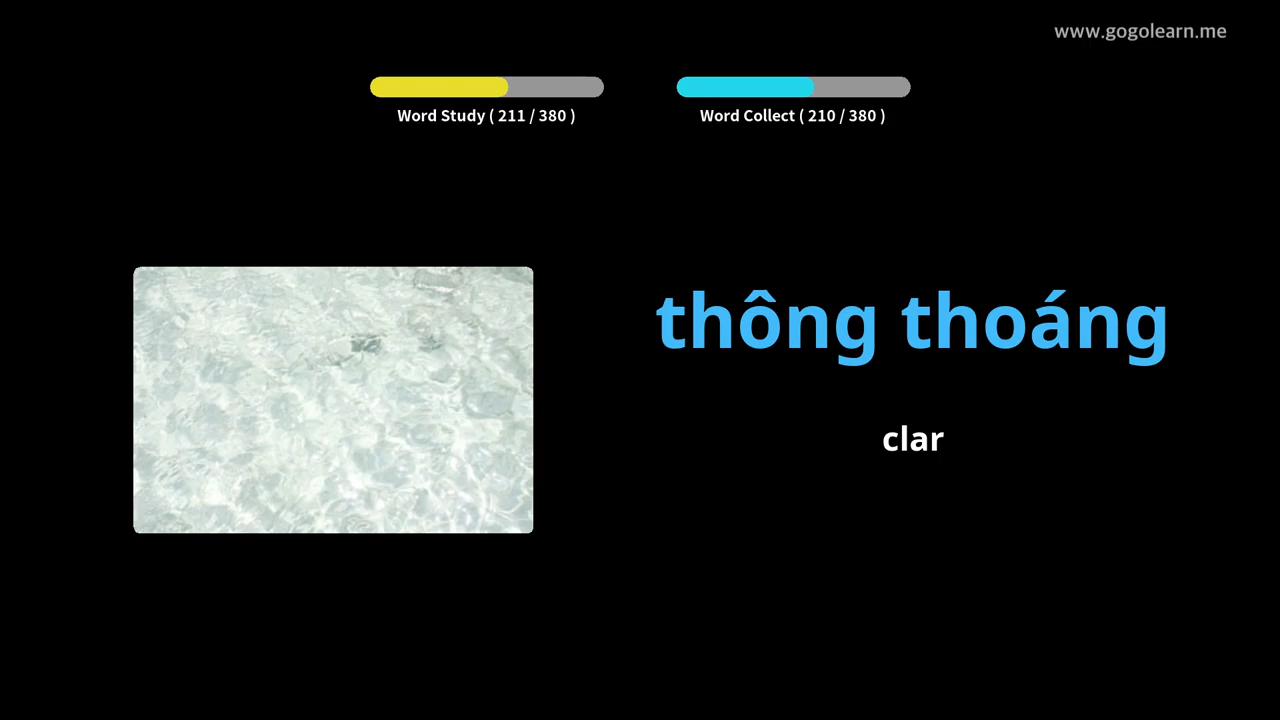 www.gogolearn.me
Word Study ( 211 / 380 )
Word Collect ( 210 / 380 )
thông thoáng
clar